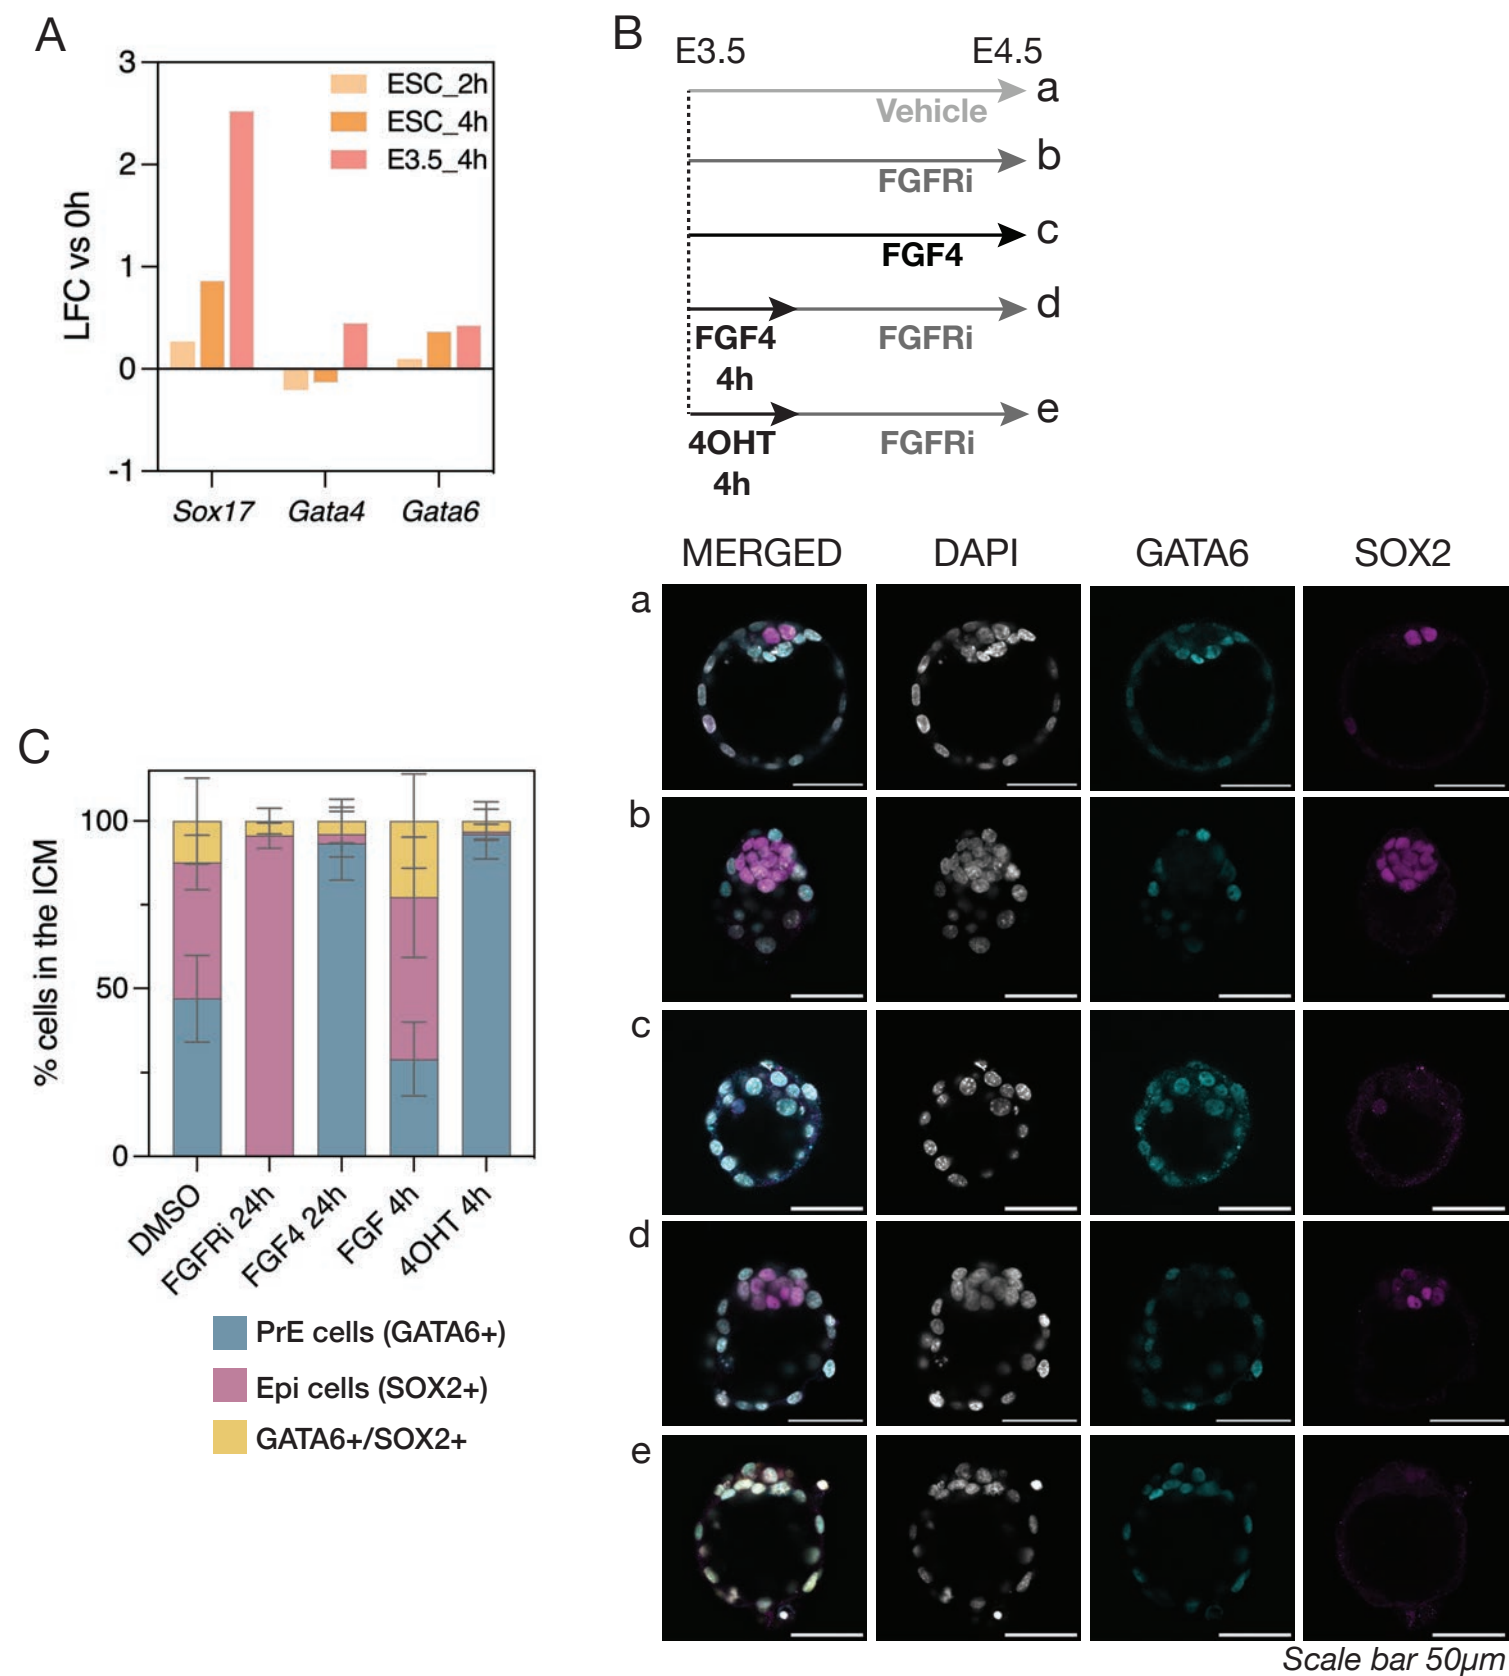 A
3
2
1
0
-1
LFC vs 0h
ESC_2h
ESC_4h
E3.5_4h
Sox17
Gata4
Gata6
B
E3.5
E4.5
a
Vehicle
b
FGFRi
c
FGF4
d
FGF4
4h
FGFRi
e
4OHT
4h
FGFRi
MERGED
DAPI
GATA6
SOX2
a
b
c
d
e
Scale bar 50µm
C
100
50
0
% cells in the ICM
DMSO
FGFRi 24h
FGF4 24h
FGF 4h
4OHT 4h
PrE cells (GATA6+)
Epi cells (SOX2+)
GATA6+/SOX2+